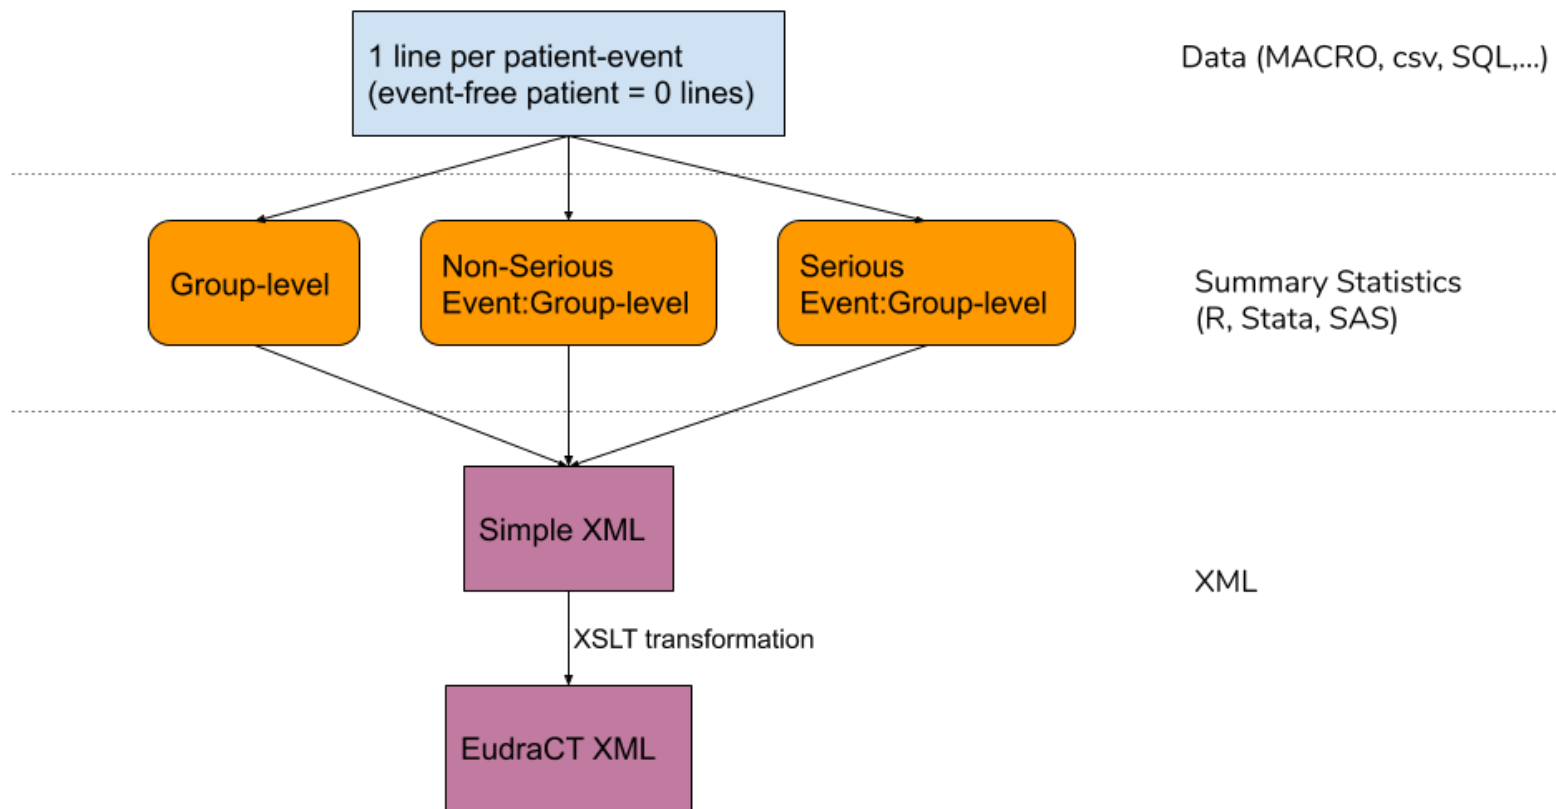 1 line per patient-event
(event-free patient = 0 lines)
Data (MACRO, csv, SQL,...)
Group-level
Non-Serious
Event:Group-level
Serious
Event:Group-level
Summary Statistics
(R, Stata, SAS)
Simple XML
XML
XSLT transformation
EudraCT XML